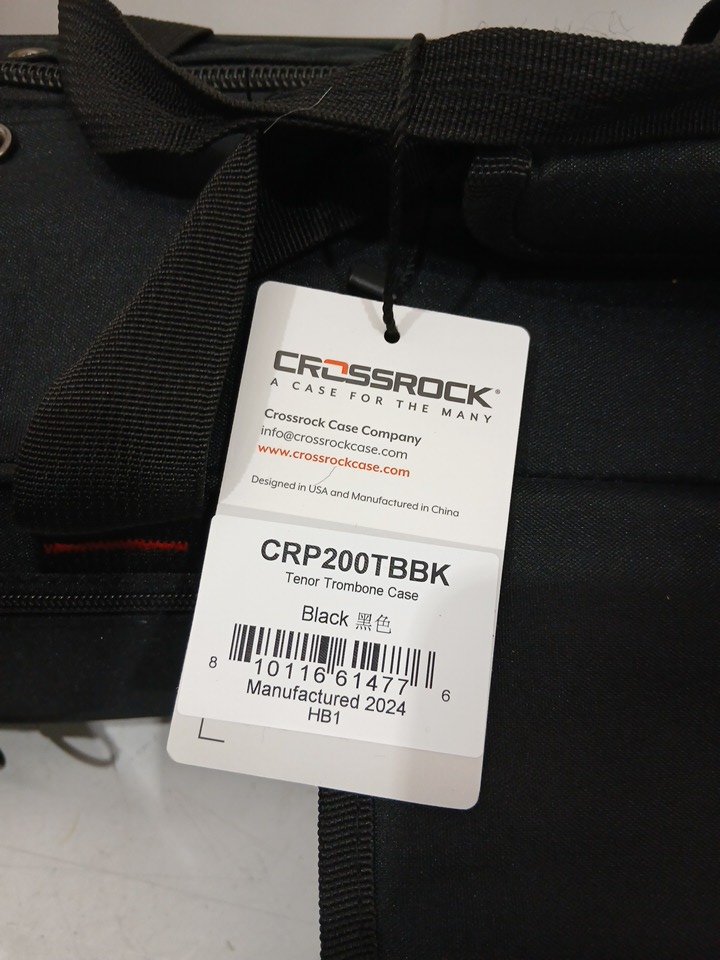 CROSSROCK®
A CASE FOR THE MANY
Crossrock Case Company
info@crossrockcase.com
www.crossrockcase.com
Designed in USA and Manufactured in China
CRP200TBBK
Tenor Trombone Case
Black 黑色
8 10116 61477 6
Manufactured 2024
HB1